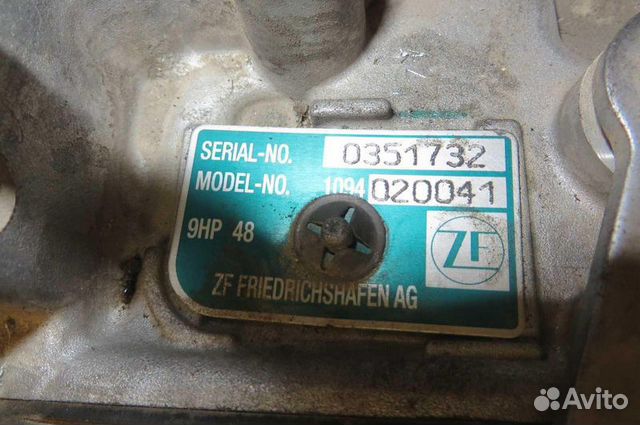 SERIAL-NO. 0351732
MODEL-NO. 1094 020041
9HP 48
ZF
ZF FRIEDRICHSHAFEN AG
Avito